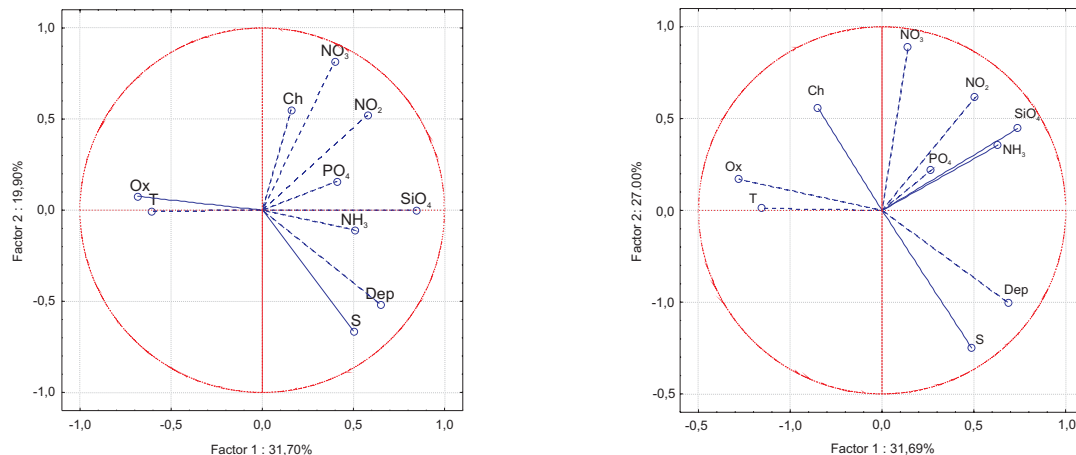 1,0
0,5
0,0
-0,5
-1,0
Factor 2 : 19,90%
NO3
Ch
NO2
PO4
Ox
T
SiO4
NH3
Dep
S
-1,0 -0,5 0,0 0,5 1,0
Factor 1 : 31,70%
1,0
0,5
0,0
-1,0
-0,5
Factor 2: 27.00%
NO3
Ch
NO2
SiO4
NH3
PO4
Ox
T
Dep
S
-0,5 -1,0 0,0 0,5 1,0
Factor 1 : 31,69%